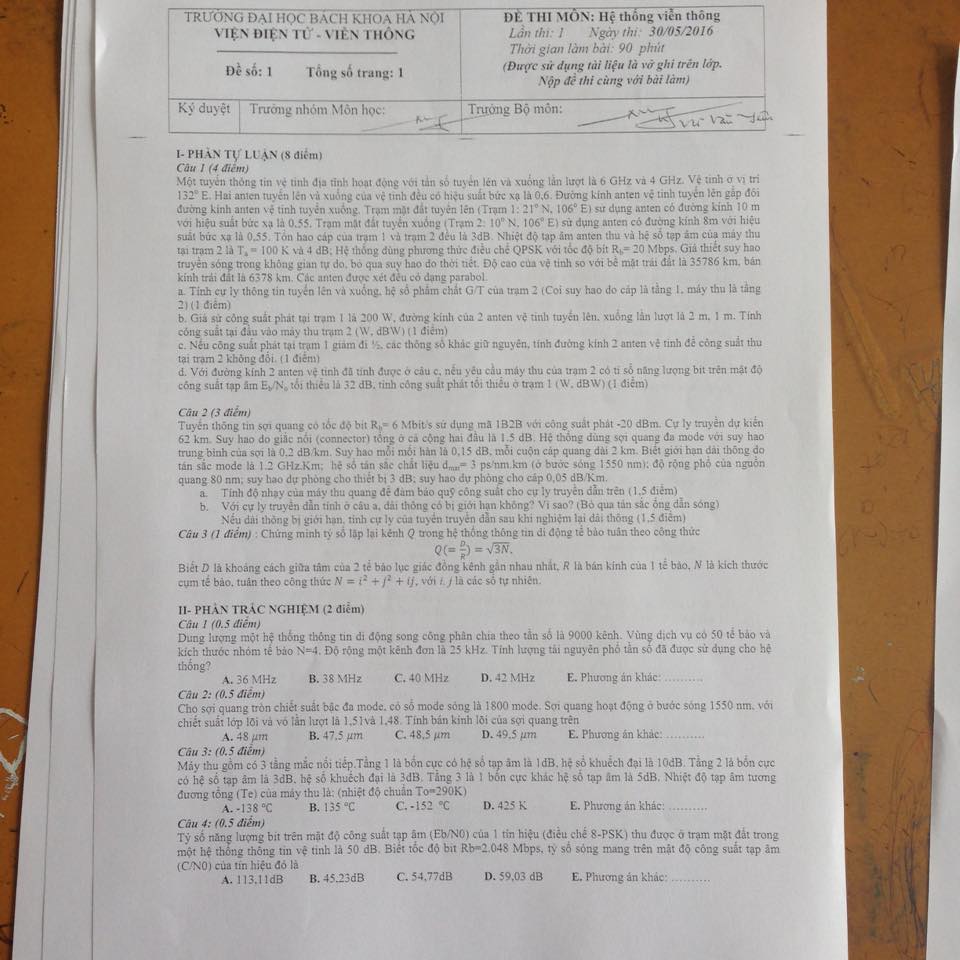 TRƯỜNG ĐẠI HỌC BÁCH KHOA HÀ NỘI
VIỆN ĐIỆN TỬ - VIỄN THÔNG
Đề số: 1 Tổng số trang: 1
ĐỀ THI MÔN: Hệ thống viễn thông
Lần thi: 1 Ngày thi: 30/05/2016
Thời gian làm bài: 90 phút
(Được sử dụng tài liệu là vở ghi trên lớp.
Nộp đề thi cùng với bài làm)
Ký duyệt Trưởng nhóm Môn học: Trưởng Bộ môn:
I- PHẦN TỰ LUẬN (8 điểm)
Câu 1 (4 điểm)
Một tuyến thông tin vệ tinh địa tĩnh hoạt động với tần số tuyến lên và xuống lần lượt là 6 GHz và 4 GHz. Vệ tinh ở vị trí
132° E. Hai anten tuyến lên và xuống của vệ tinh đều có hiệu suất bức xạ là 0,6. Đường kính anten vệ tinh tuyến lên gấp đôi
đường kính anten vệ tinh tuyến xuống. Trạm mặt đất tuyến lên (Trạm 1: 21° N, 106° E) sử dụng anten có đường kính 10 m
với hiệu suất bức xạ là 0,55. Trạm mặt đất tuyến xuống (Trạm 2: 10° N, 106° E) sử dụng anten có đường kính 8m với hiệu
suất bức xạ là 0,55. Tổn hao cáp của trạm 1 và trạm 2 đều là 3dB. Nhiệt độ tạp âm anten thu và hệ số tạp âm của máy thu
tại trạm 2 là Tₐ = 100 K và 4 dB; Hệ thống dùng phương thức điều chế QPSK với tốc độ bít R_b= 20 Mbps. Giả thiết suy hao
truyền sóng trong không gian tự do, bỏ qua suy hao do thời tiết. Độ cao của vệ tinh so với bề mặt trái đất là 35786 km, bán
kính trái đất là 6378 km. Các anten được xét đều có dạng parabol.
a. Tính cự ly thông tin tuyến lên và xuống, hệ số phẩm chất G/T của trạm 2 (Coi suy hao do cáp là tầng 1, máy thu là tầng
2) (1 điểm)
b. Giả sử công suất phát tại trạm 1 là 200 W, đường kính của 2 anten vệ tinh tuyến lên, xuống lần lượt là 2 m, 1 m. Tính
công suất tại đầu vào máy thu trạm 2 (W, dBW) (1 điểm)
c. Nếu công suất phát tại trạm 1 giảm đi ½, các thông số khác giữ nguyên, tính đường kính 2 anten vệ tinh để công suất thu
tại trạm 2 không đổi. (1 điểm)
d. Với đường kính 2 anten vệ tinh đã tính được ở câu c, nếu yêu cầu máy thu của trạm 2 có tỉ số năng lượng bit trên mật độ
công suất tạp âm E_b/N_o tối thiểu là 32 dB, tính công suất phát tối thiểu ở trạm 1 (W, dBW) (1 điểm)
Câu 2 (3 điểm)
Tuyến thông tin sợi quang có tốc độ bít R_b= 6 Mbit/s sử dụng mã 1B2B với công suất phát -20 dBm. Cự ly truyền dự kiến
62 km. Suy hao do giắc nối (connector) tổng ở cả cộng hai đầu là 1.5 dB. Hệ thống dùng sợi quang đa mode với suy hao
trung bình của sợi là 0,2 dB/km. Suy hao mỗi mối hàn là 0,15 dB, mỗi cuộn cáp quang dài 2 km. Biết giới hạn dải thông do
tán sắc mode là 1.2 GHz.Km; hệ số tán sắc chất liệu d_mat= 3 ps/nm.km (ở bước sóng 1550 nm); độ rộng phổ của nguồn
quang 80 nm; suy hao dự phòng cho thiết bị 3 dB; suy hao dự phòng cho cáp 0,05 dB/Km.
a. Tính độ nhạy của máy thu quang để đảm bảo quỹ công suất cho cự ly truyền dẫn trên (1,5 điểm)
b. Với cự ly truyền dẫn tính ở câu a, dải thông có bị giới hạn không? Vì sao? (Bỏ qua tán sắc ống dẫn sóng)
Nếu dải thông bị giới hạn, tính cự ly của tuyến truyền dẫn sau khi nghiệm lại dải thông (1,5 điểm)
Câu 3 (1 điểm) : Chứng minh tỷ số lặp lại kênh Q trong hệ thống thông tin di động tế bào tuân theo công thức
Q(= D/R) = √3N,
Biết D là khoảng cách giữa tâm của 2 tế bào lục giác đồng kênh gần nhau nhất, R là bán kính của 1 tế bào, N là kích thước
cụm tế bào, tuân theo công thức N = i² + j² + ij, với i, j là các số tự nhiên.
II- PHẦN TRẮC NGHIỆM (2 điểm)
Câu 1 (0.5 điểm)
Dung lượng một hệ thống thông tin di động song công phân chia theo tần số là 9000 kênh. Vùng dịch vụ có 50 tế bào và
kích thước nhóm tế bào N=4. Độ rộng một kênh đơn là 25 kHz. Tính lượng tài nguyên phổ tần số đã được sử dụng cho hệ
thống?
A. 36 MHz B. 38 MHz C. 40 MHz D. 42 MHz E. Phương án khác: ..........
Câu 2: (0.5 điểm)
Cho sợi quang tròn chiết suất bậc đa mode, có số mode sóng là 1800 mode. Sợi quang hoạt động ở bước sóng 1550 nm, với
chiết suất lớp lõi và vỏ lần lượt là 1,51và 1,48. Tính bán kính lõi của sợi quang trên
A. 48 μm B. 47,5 μm C. 48,5 μm D. 49,5 μm E. Phương án khác: ..........
Câu 3: (0.5 điểm)
Máy thu gồm có 3 tầng mắc nối tiếp.Tầng 1 là bốn cực có hệ số tạp âm là 1dB, hệ số khuếch đại là 10dB. Tầng 2 là bốn cực
có hệ số tạp âm là 3dB, hệ số khuếch đại là 3dB. Tầng 3 là 1 bốn cực khác hệ số tạp âm là 5dB. Nhiệt độ tạp âm tương
đương tổng (Te) của máy thu là: (nhiệt độ chuẩn To=290K)
A. -138 °C B. 135 °C C. -152 °C D. 425 K E. Phương án khác: ..........
Câu 4: (0.5 điểm)
Tỷ số năng lượng bit trên mật độ công suất tạp âm (Eb/N0) của 1 tín hiệu (điều chế 8-PSK) thu được ở trạm mặt đất trong
một hệ thống thông tin vệ tinh là 50 dB. Biết tốc độ bit Rb=2.048 Mbps, tỷ số sóng mang trên mật độ công suất tạp âm
(C/N0) của tín hiệu đó là
A. 113,11dB B. 45,23dB C. 54,77dB D. 59,03 dB E. Phương án khác: ..........